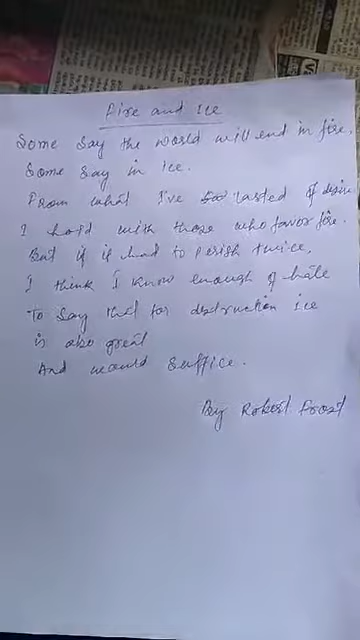 Fire and Ice
Some say the world will end in fire,
Some say in ice.
From what I've tasted of desire
I hold with those who favor fire.
But if it had to perish twice,
I think I know enough of hate
To say that for destruction ice
is also great
And would suffice.
By Robert Frost